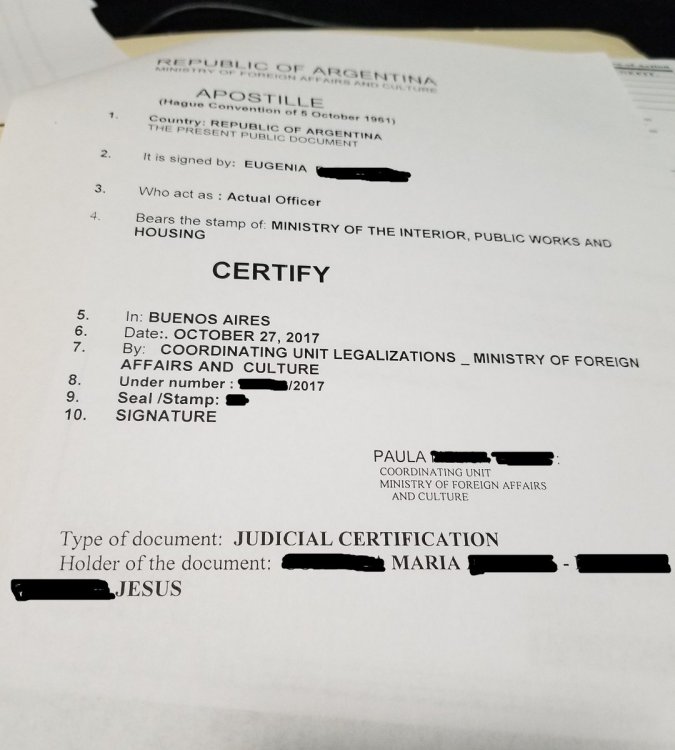 REPUBLIC OF ARGENTINA
MINISTRY OF FOREIGN AFFAIRS AND CULTURE
APOSTILLE
(Hague Convention of 5 October 1961)
1. Country: REPUBLIC OF ARGENTINA
THE PRESENT PUBLIC DOCUMENT
2. It is signed by: EUGENIA
3. Who act as : Actual Officer
4. Bears the stamp of: MINISTRY OF THE INTERIOR, PUBLIC WORKS AND
HOUSING
CERTIFY
5. In: BUENOS AIRES
6. Date:. OCTOBER 27, 2017
7. By: COORDINATING UNIT LEGALIZATIONS _ MINISTRY OF FOREIGN
AFFAIRS AND CULTURE
8. Under number : /2017
9. Seal /Stamp:
10. SIGNATURE
PAULA :
COORDINATING UNIT
MINISTRY OF FOREIGN AFFAIRS
AND CULTURE
Type of document: JUDICIAL CERTIFICATION
Holder of the document: MARIA -
JESUS